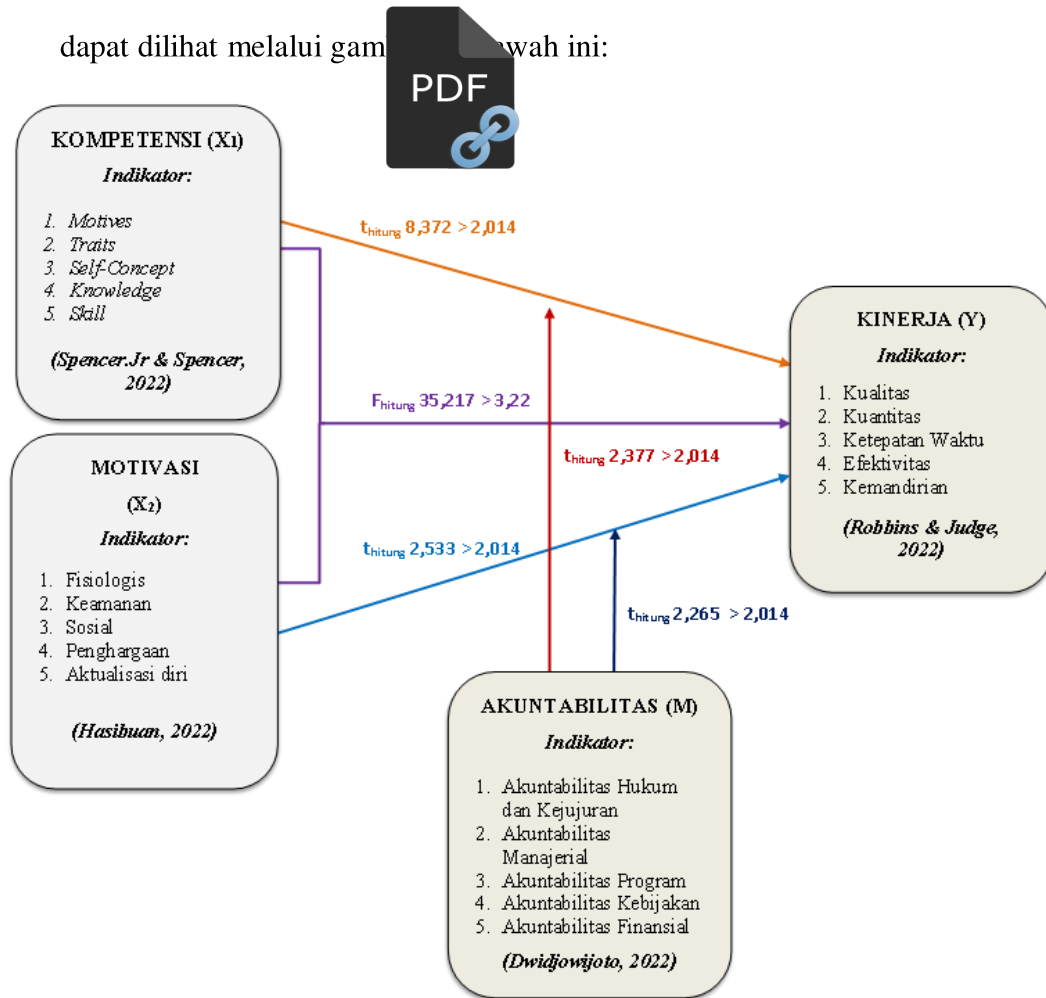 dapat dilihat melalui gam wah ini:
PDF
KOMPETENSI (X1)
Indikator:
1. Motives
2. Traits
3. Self-Concept
4. Knowledge
5. Skill
(Spencer.Jr & Spencer,
2022)
MOTIVASI
(X2)
Indikator:
1. Fisiologis
2. Keamanan
3. Sosial
4. Penghargaan
5. Aktualisasi diri
(Hasibuan, 2022)
thitung 8,372 > 2,014
Fhitung 35,217 > 3,22
thitung 2,377 > 2,014
thitung 2,533 > 2,014
thitung 2,265 > 2,014
KINERJA (Y)
Indikator:
1. Kualitas
2. Kuantitas
3. Ketepatan Waktu
4. Efektivitas
5. Kemandirian
(Robbins & Judge,
2022)
AKUNTABILITAS (M)
Indikator:
1. Akuntabilitas Hukum
dan Kejujuran
2. Akuntabilitas
Manajerial
3. Akuntabilitas Program
4. Akuntabilitas Kebijakan
5. Akuntabilitas Finansial
(Dwidjowijoto, 2022)